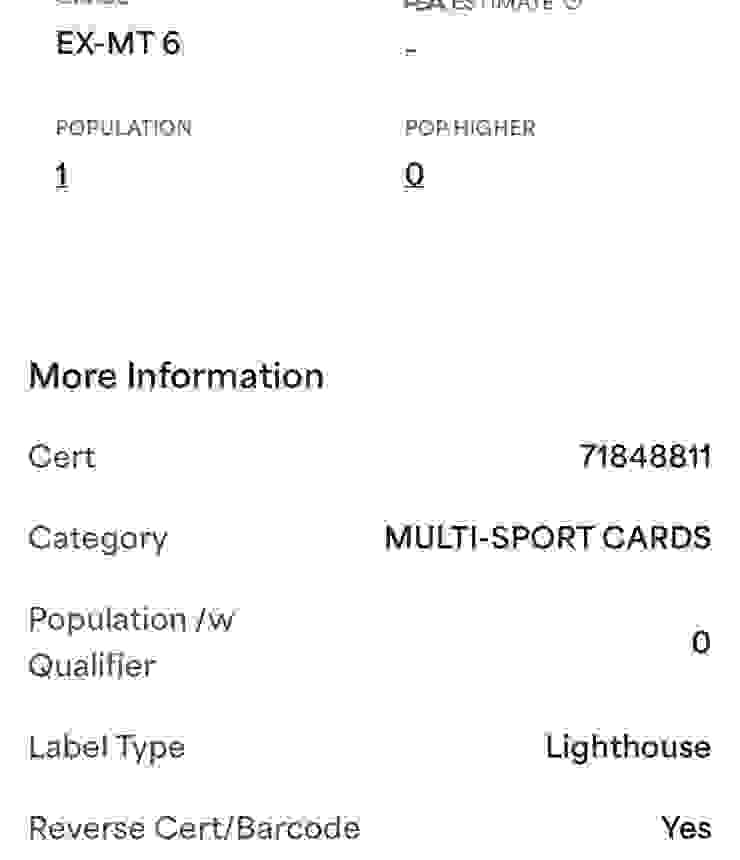 PSA ESTIMATE
EX-MT 6
-
POPULATION
POP HIGHER
1
0
More Information
Cert
71848811
Category
MULTI-SPORT CARDS
Population /w
Qualifier
0
Label Type
Lighthouse
Reverse Cert/Barcode
Yes